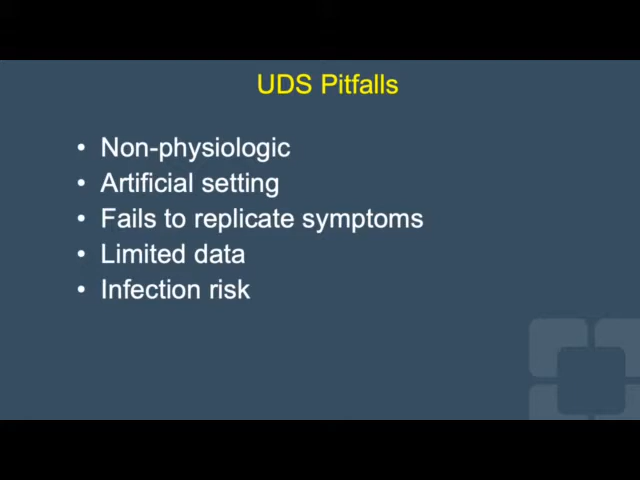 UDS Pitfalls
• Non-physiologic
• Artificial setting
• Fails to replicate symptoms
• Limited data
• Infection risk